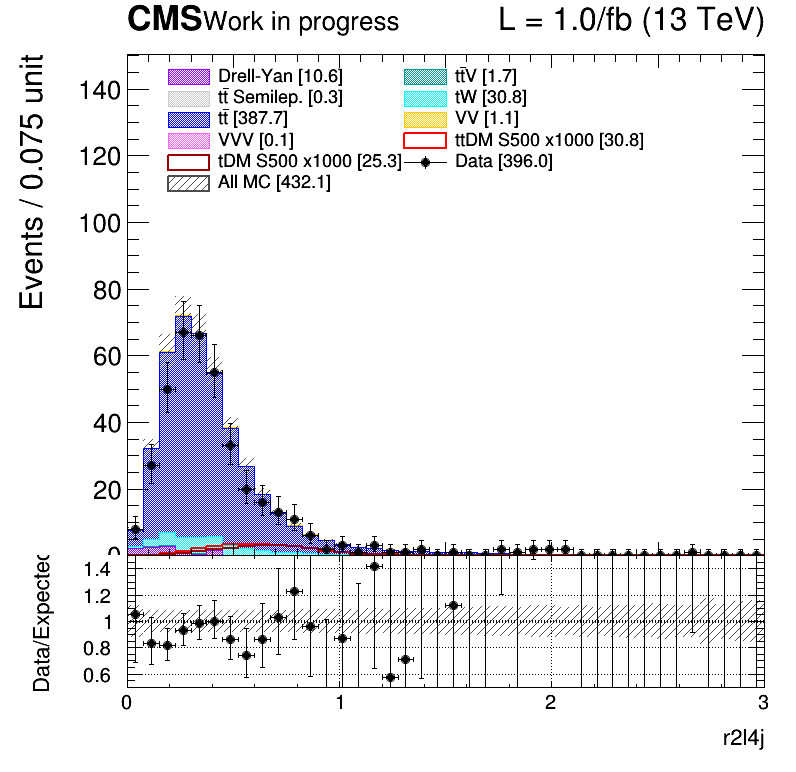 CMS Work in progress L = 1.0/fb (13 TeV)
Events / 0.075 unit
140
120
100
80
60
40
20
0
Drell-Yan [10.6]
tt̄V [1.7]
tt̄ Semilep. [0.3]
tW [30.8]
tt̄ [387.7]
VV [1.1]
VVV [0.1]
ttDM S500 x1000 [30.8]
tDM S500 x1000 [25.3]
Data [396.0]
All MC [432.1]
Data/Expected
1.4
1.2
1
0.8
0.6
0 1 2 3
r2l4j